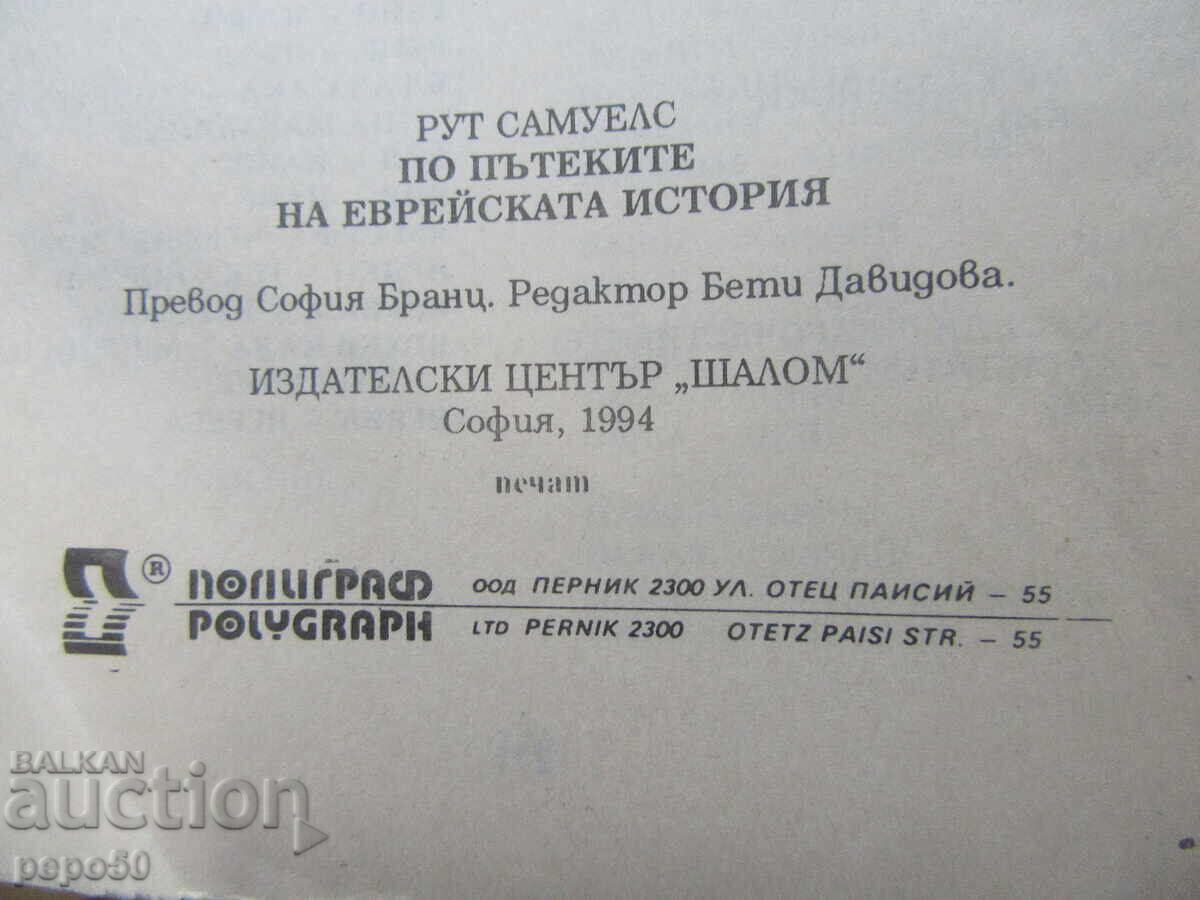 РУТ САМУЕЛС
ПО ПЪТЕКИТЕ
НА ЕВРЕЙСКАТА ИСТОРИЯ
Превод София Бранц. Редактор Бети Давидова.
ИЗДАТЕЛСКИ ЦЕНТЪР „ШАЛОМ“
София, 1994
печат
® ПОЛИГРАФ ООД ПЕРНИК 2300 УЛ. ОТЕЦ ПАИСИЙ – 55
POLYGRAPH LTD PERNIK 2300 OTETZ PAISI STR. – 55
BALKAN
auction
pepo50